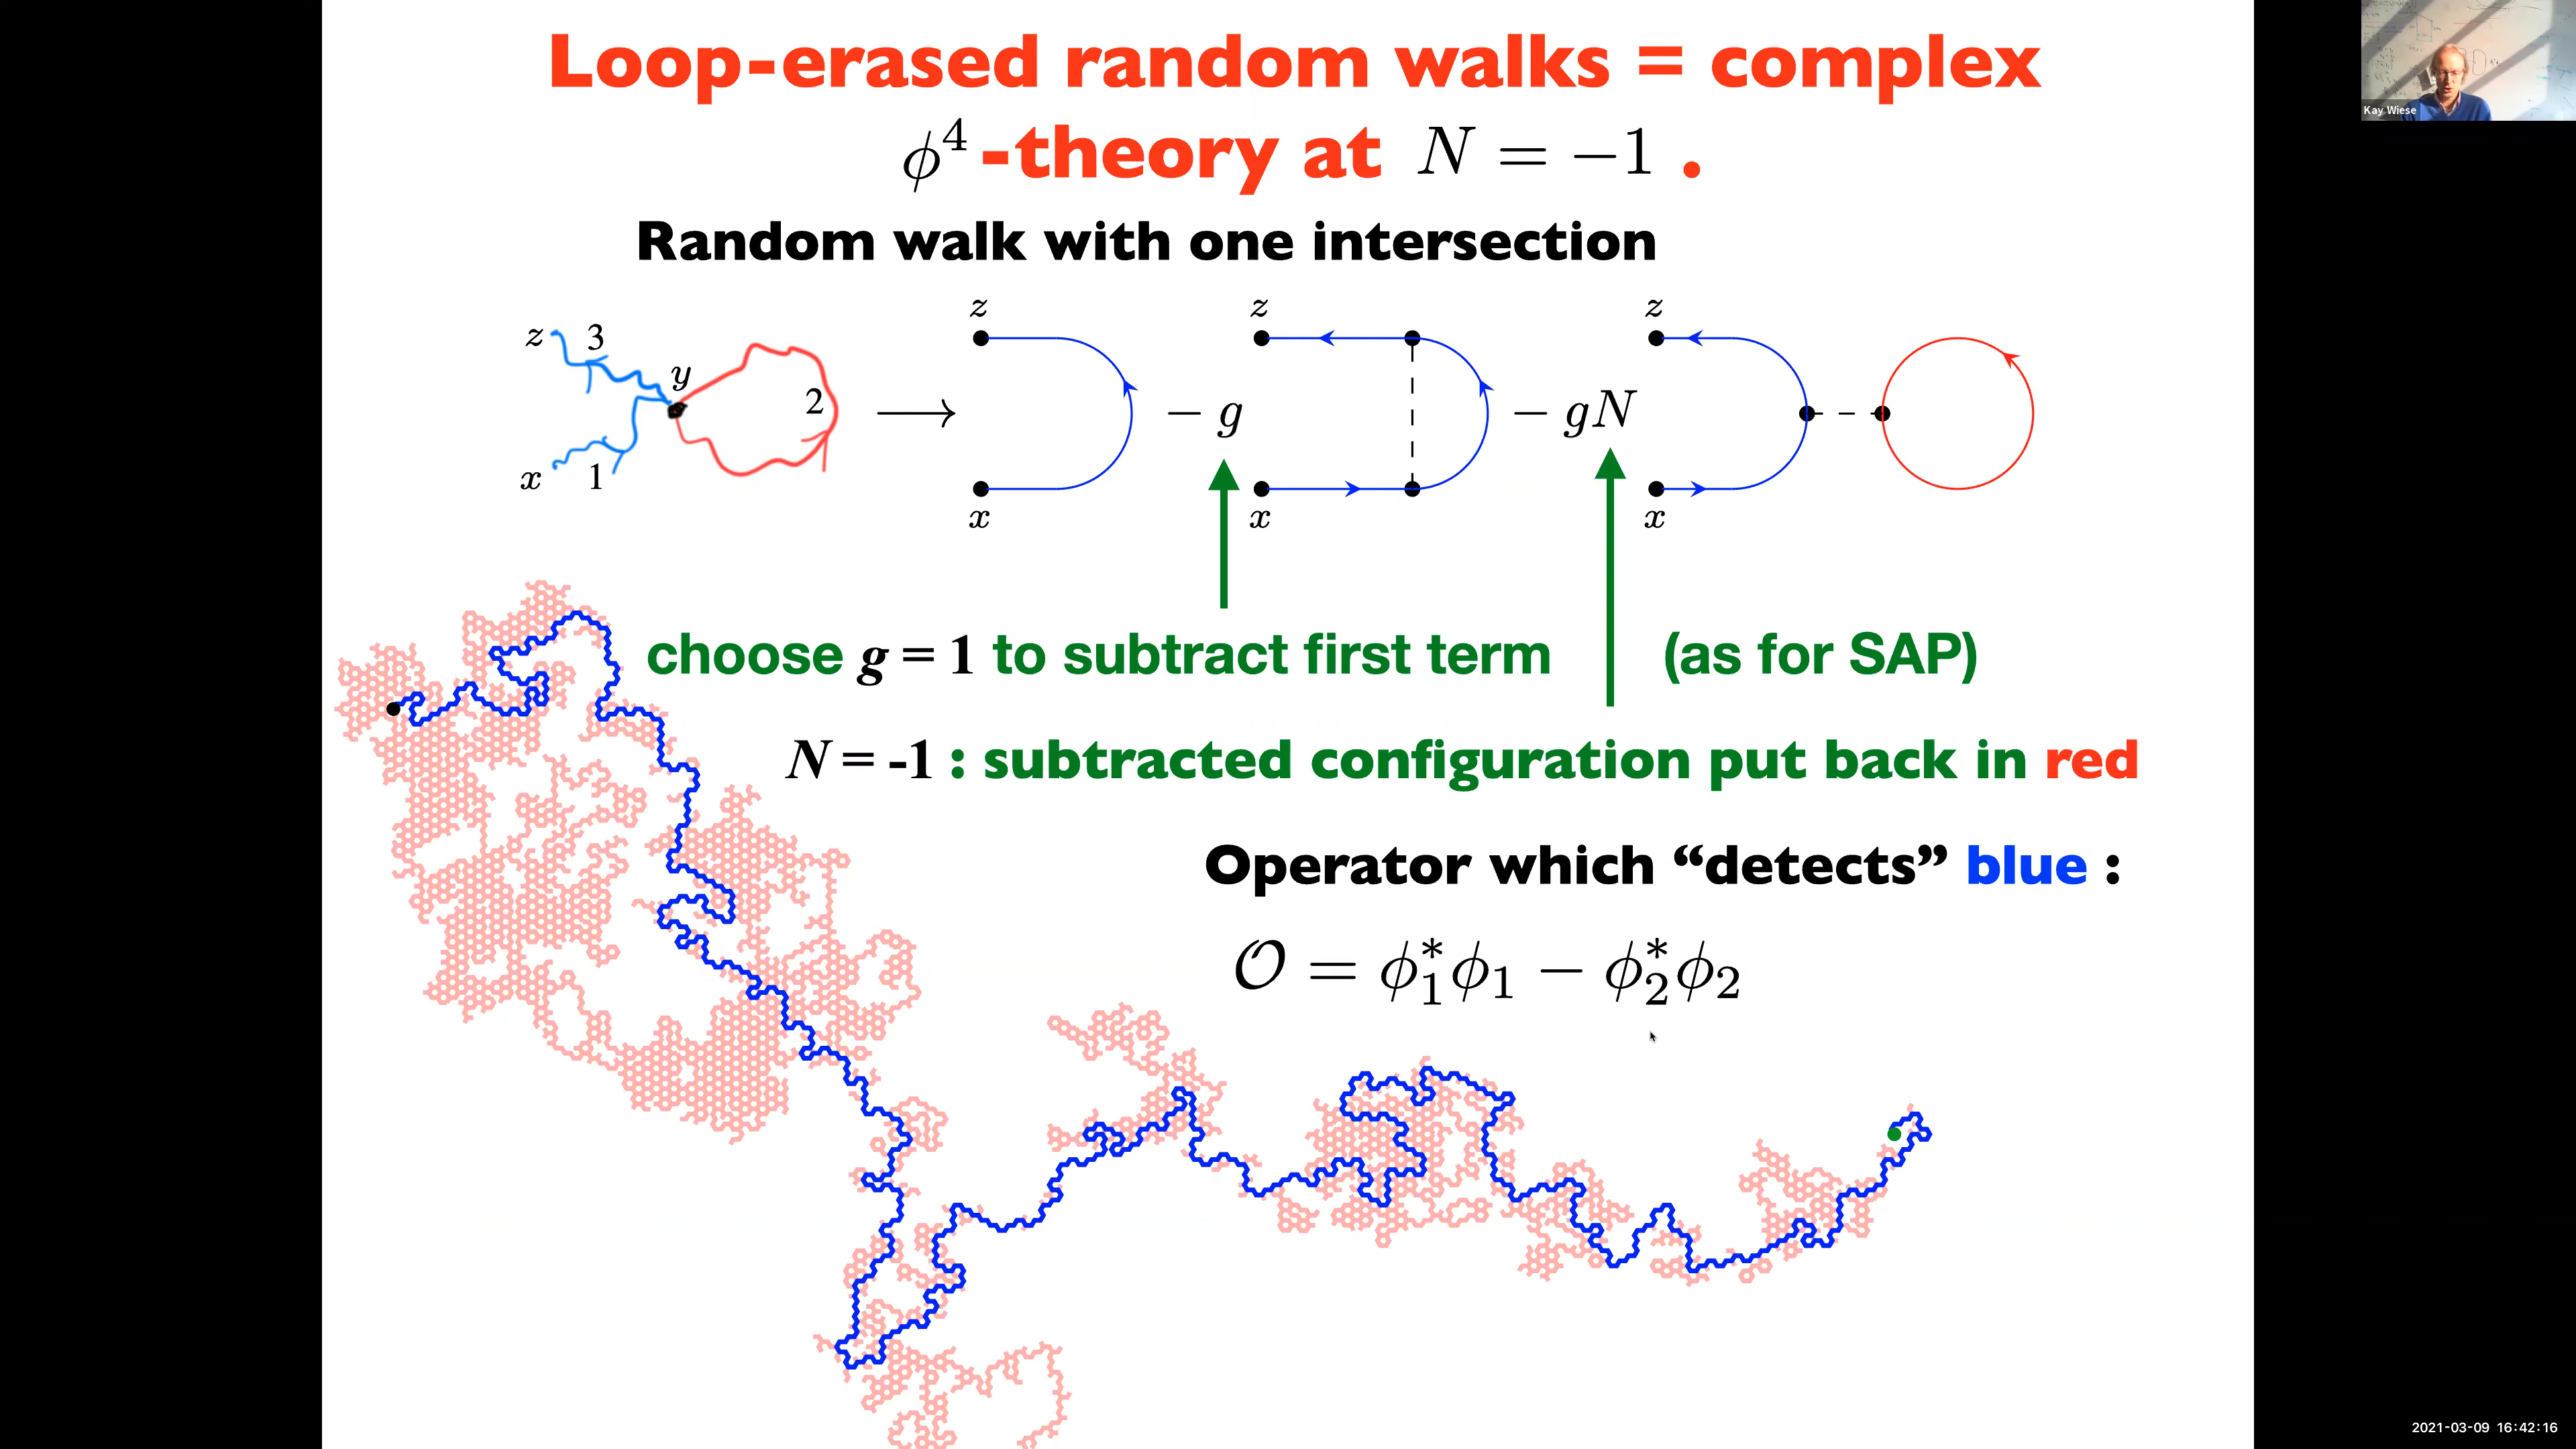 Loop-erased random walks = complex
ϕ⁴ -theory at N = −1 .
Random walk with one intersection
z 3 y 2 x 1 ⟶ z x − g z x − gN z x
choose g = 1 to subtract first term (as for SAP)
N = -1 : subtracted configuration put back in red
Operator which “detects” blue :
𝒪 = ϕ₁*ϕ₁ − ϕ₂*ϕ₂
Kay Wiese
2021-03-09 16:42:16